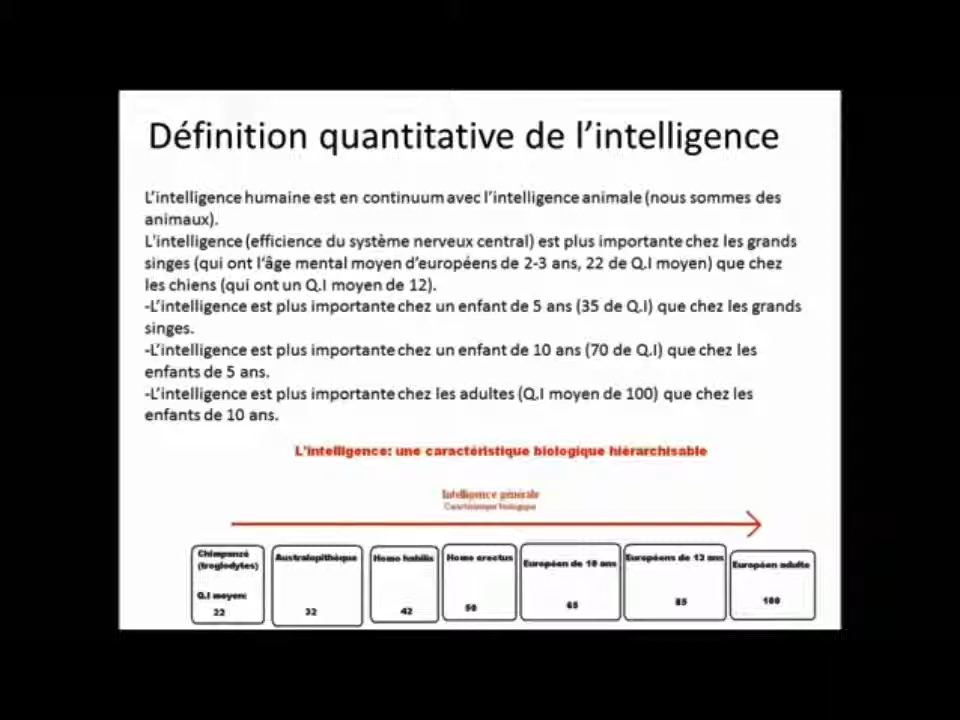 Définition quantitative de l'intelligence
L'intelligence humaine est en continuum avec l'intelligence animale (nous sommes des
animaux).
L'intelligence (efficience du système nerveux central) est plus importante chez les grands
singes (qui ont l'âge mental moyen d'européens de 2-3 ans, 22 de Q.I moyen) que chez
les chiens (qui ont un Q.I moyen de 12).
-L'intelligence est plus importante chez un enfant de 5 ans (35 de Q.I) que chez les grands
singes.
-L'intelligence est plus importante chez un enfant de 10 ans (70 de Q.I) que chez les
enfants de 5 ans.
-L'intelligence est plus importante chez les adultes (Q.I moyen de 100) que chez les
enfants de 10 ans.
L'intelligence: une caractéristique biologique hiérarchisable
Intelligence générale
Caractéristique biologique
Chimpanzé
(troglodytes)
Q.I moyen:
22
Australopithèque
32
Homo habilis
42
Homo erectus
50
Européen de 10 ans
65
Européens de 13 ans
85
Européen adulte
100